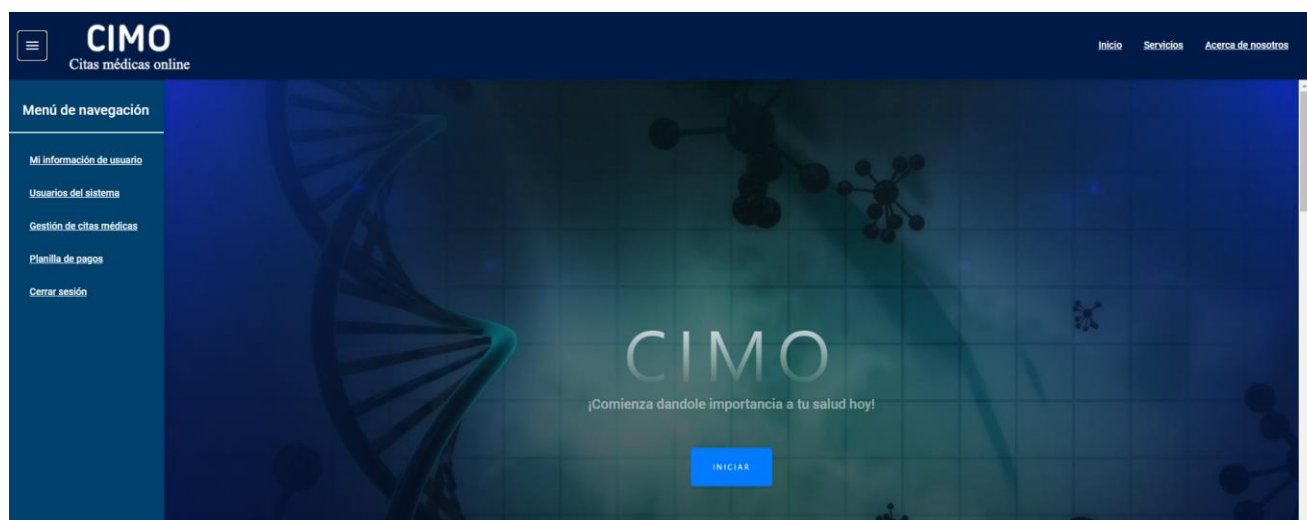 CIMO
Citas médicas online
Inicio Servicios Acerca de nosotros
Menú de navegación
Mi información de usuario
Usuarios del sistema
Gestión de citas médicas
Planilla de pagos
Cerrar sesión
CIMO
¡Comienza dandole importancia a tu salud hoy!
INICIAR